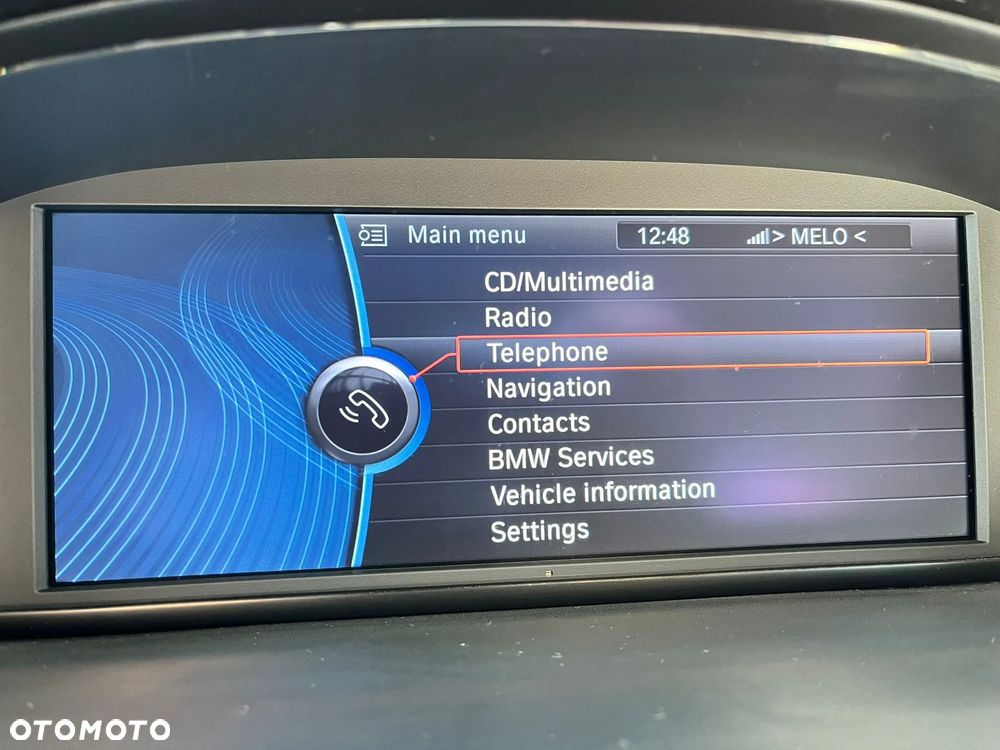 Main menu 12:48 > MELO <
CD/Multimedia
Radio
Telephone
Navigation
Contacts
BMW Services
Vehicle information
Settings
OTOMOTO